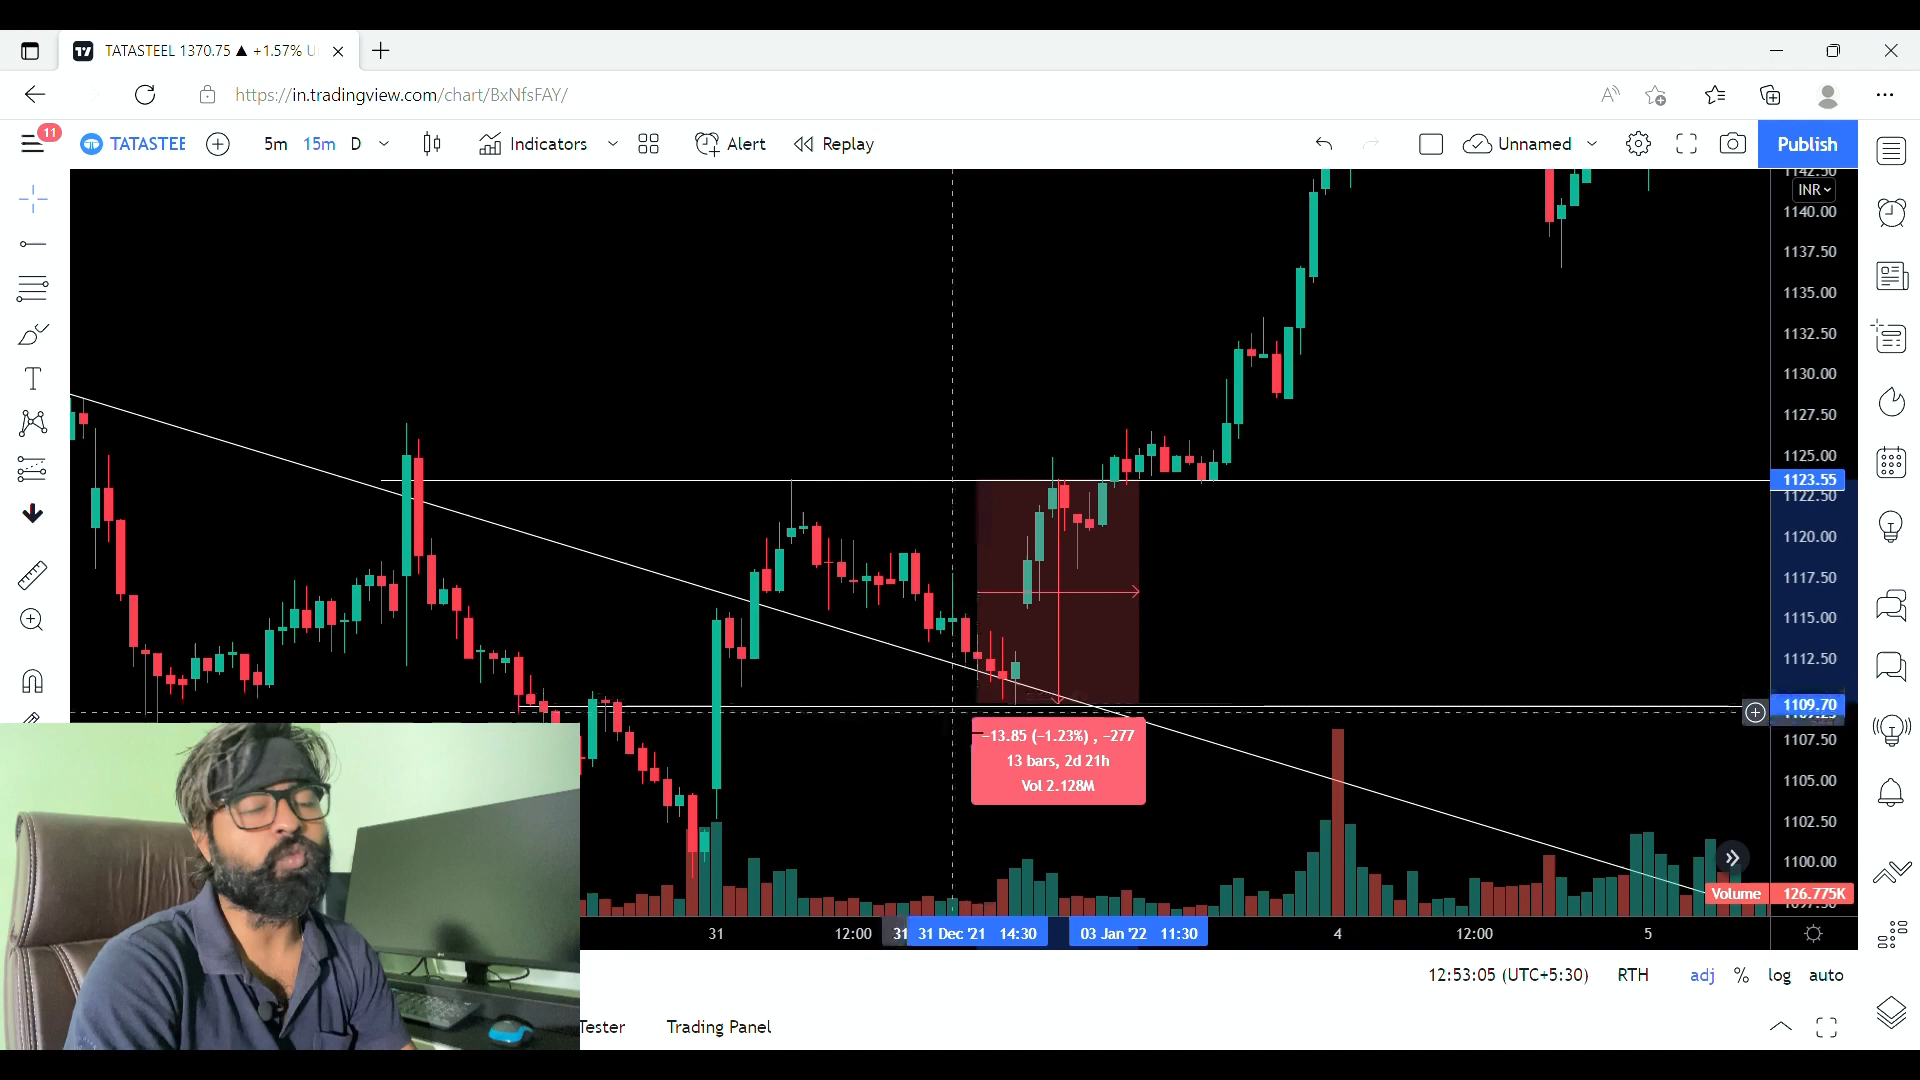 TATASTEEL 1370.75 ▲ +1.57% U
https://in.tradingview.com/chart/BxNfsFAY/
11
TATASTEE
5m 15m D
Indicators
Alert
Replay
Unnamed
Publish
INR
1142.50
1140.00
1137.50
1135.00
1132.50
1130.00
1127.50
1125.00
1123.55
1122.50
1120.00
1117.50
1115.00
1112.50
1109.70
1107.50
1105.00
1102.50
1100.00
−13.85 (−1.23%) , −277
13 bars, 2d 21h
Vol 2.128M
Volume 126.775K
31 12:00 31 31 Dec '21 14:30 03 Jan '22 11:30 4 12:00 5
12:53:05 (UTC+5:30) RTH adj % log auto
Tester Trading Panel